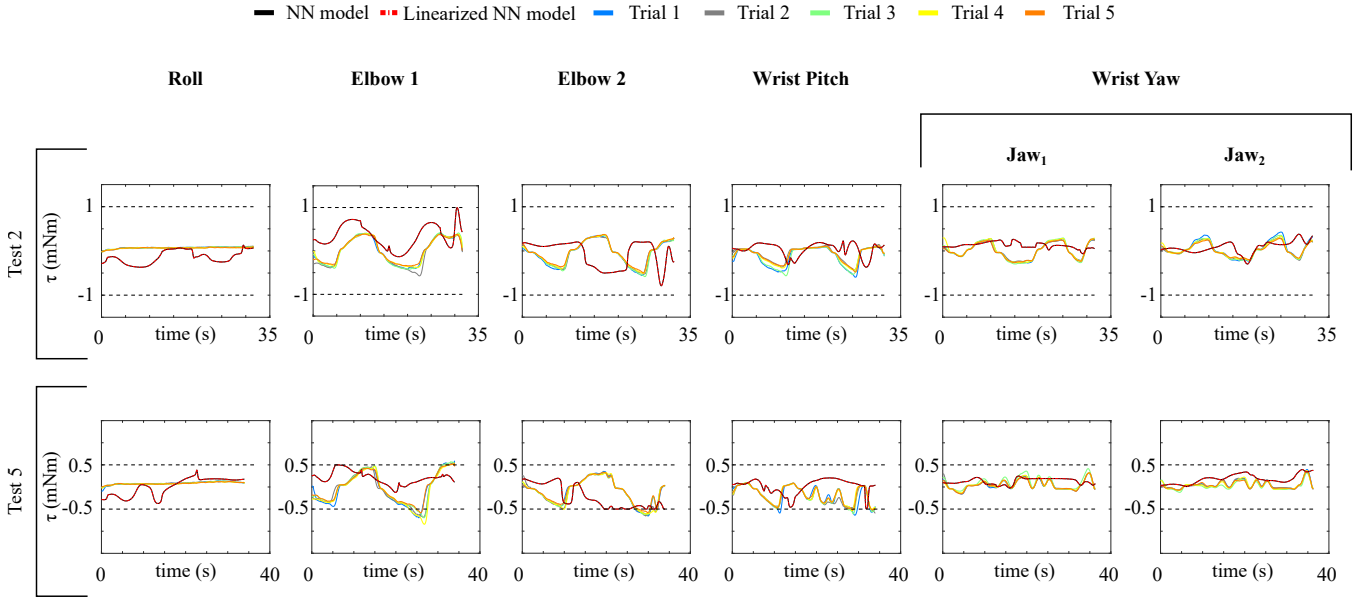 NN model Linearized NN model Trial 1 Trial 2 Trial 3 Trial 4 Trial 5
Roll Elbow 1 Elbow 2 Wrist Pitch Wrist Yaw
Jaw₁ Jaw₂
Test 2
τ (mNm)
1 1 1 1 1 1
-1 -1 -1 -1 -1 -1
0 time (s) 35 0 time (s) 35 0 time (s) 35 0 time (s) 35 0 time (s) 35 0 time (s) 35
Test 5
τ (mNm)
0.5 0.5 0.5 0.5 0.5 0.5
-0.5 -0.5 -0.5 -0.5 -0.5 -0.5
0 time (s) 40 0 time (s) 40 0 time (s) 40 0 time (s) 40 0 time (s) 40 0 time (s) 40